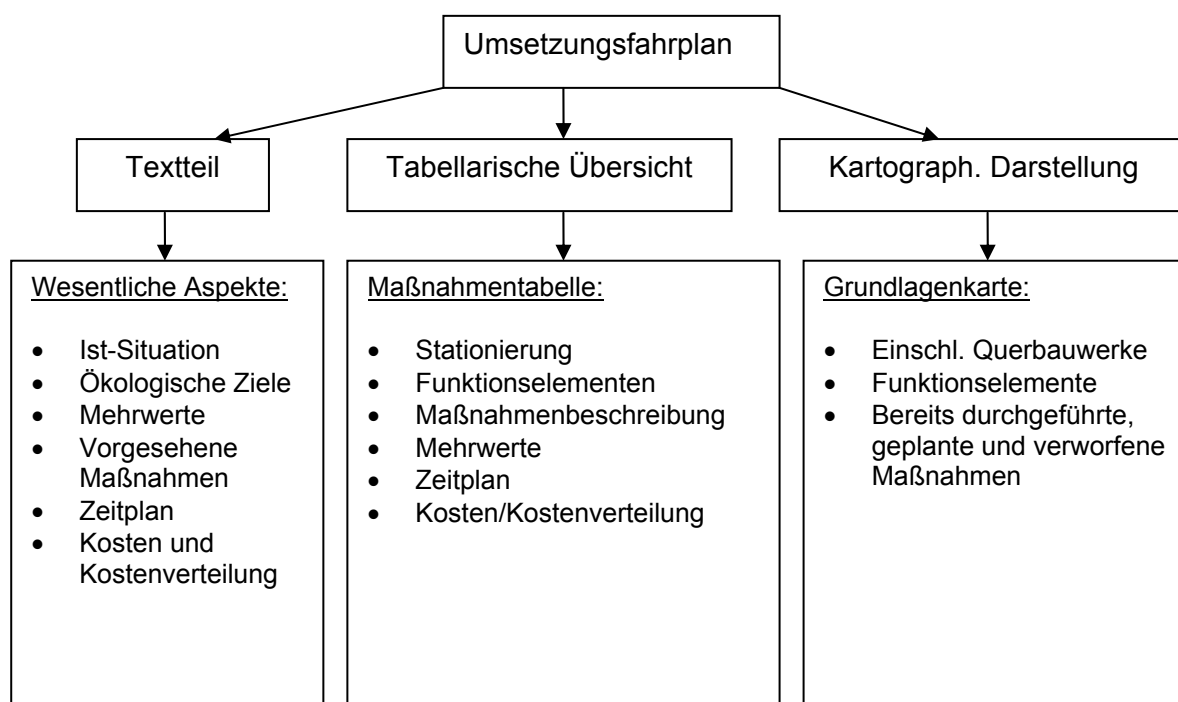 Umsetzungsfahrplan
Textteil
Tabellarische Übersicht
Kartograph. Darstellung
Wesentliche Aspekte:
• Ist-Situation
• Ökologische Ziele
• Mehrwerte
• Vorgesehene
Maßnahmen
• Zeitplan
• Kosten und
Kostenverteilung
Maßnahmentabelle:
• Stationierung
• Funktionselementen
• Maßnahmenbeschreibung
• Mehrwerte
• Zeitplan
• Kosten/Kostenverteilung
Grundlagenkarte:
• Einschl. Querbauwerke
• Funktionselemente
• Bereits durchgeführte,
geplante und verworfene
Maßnahmen